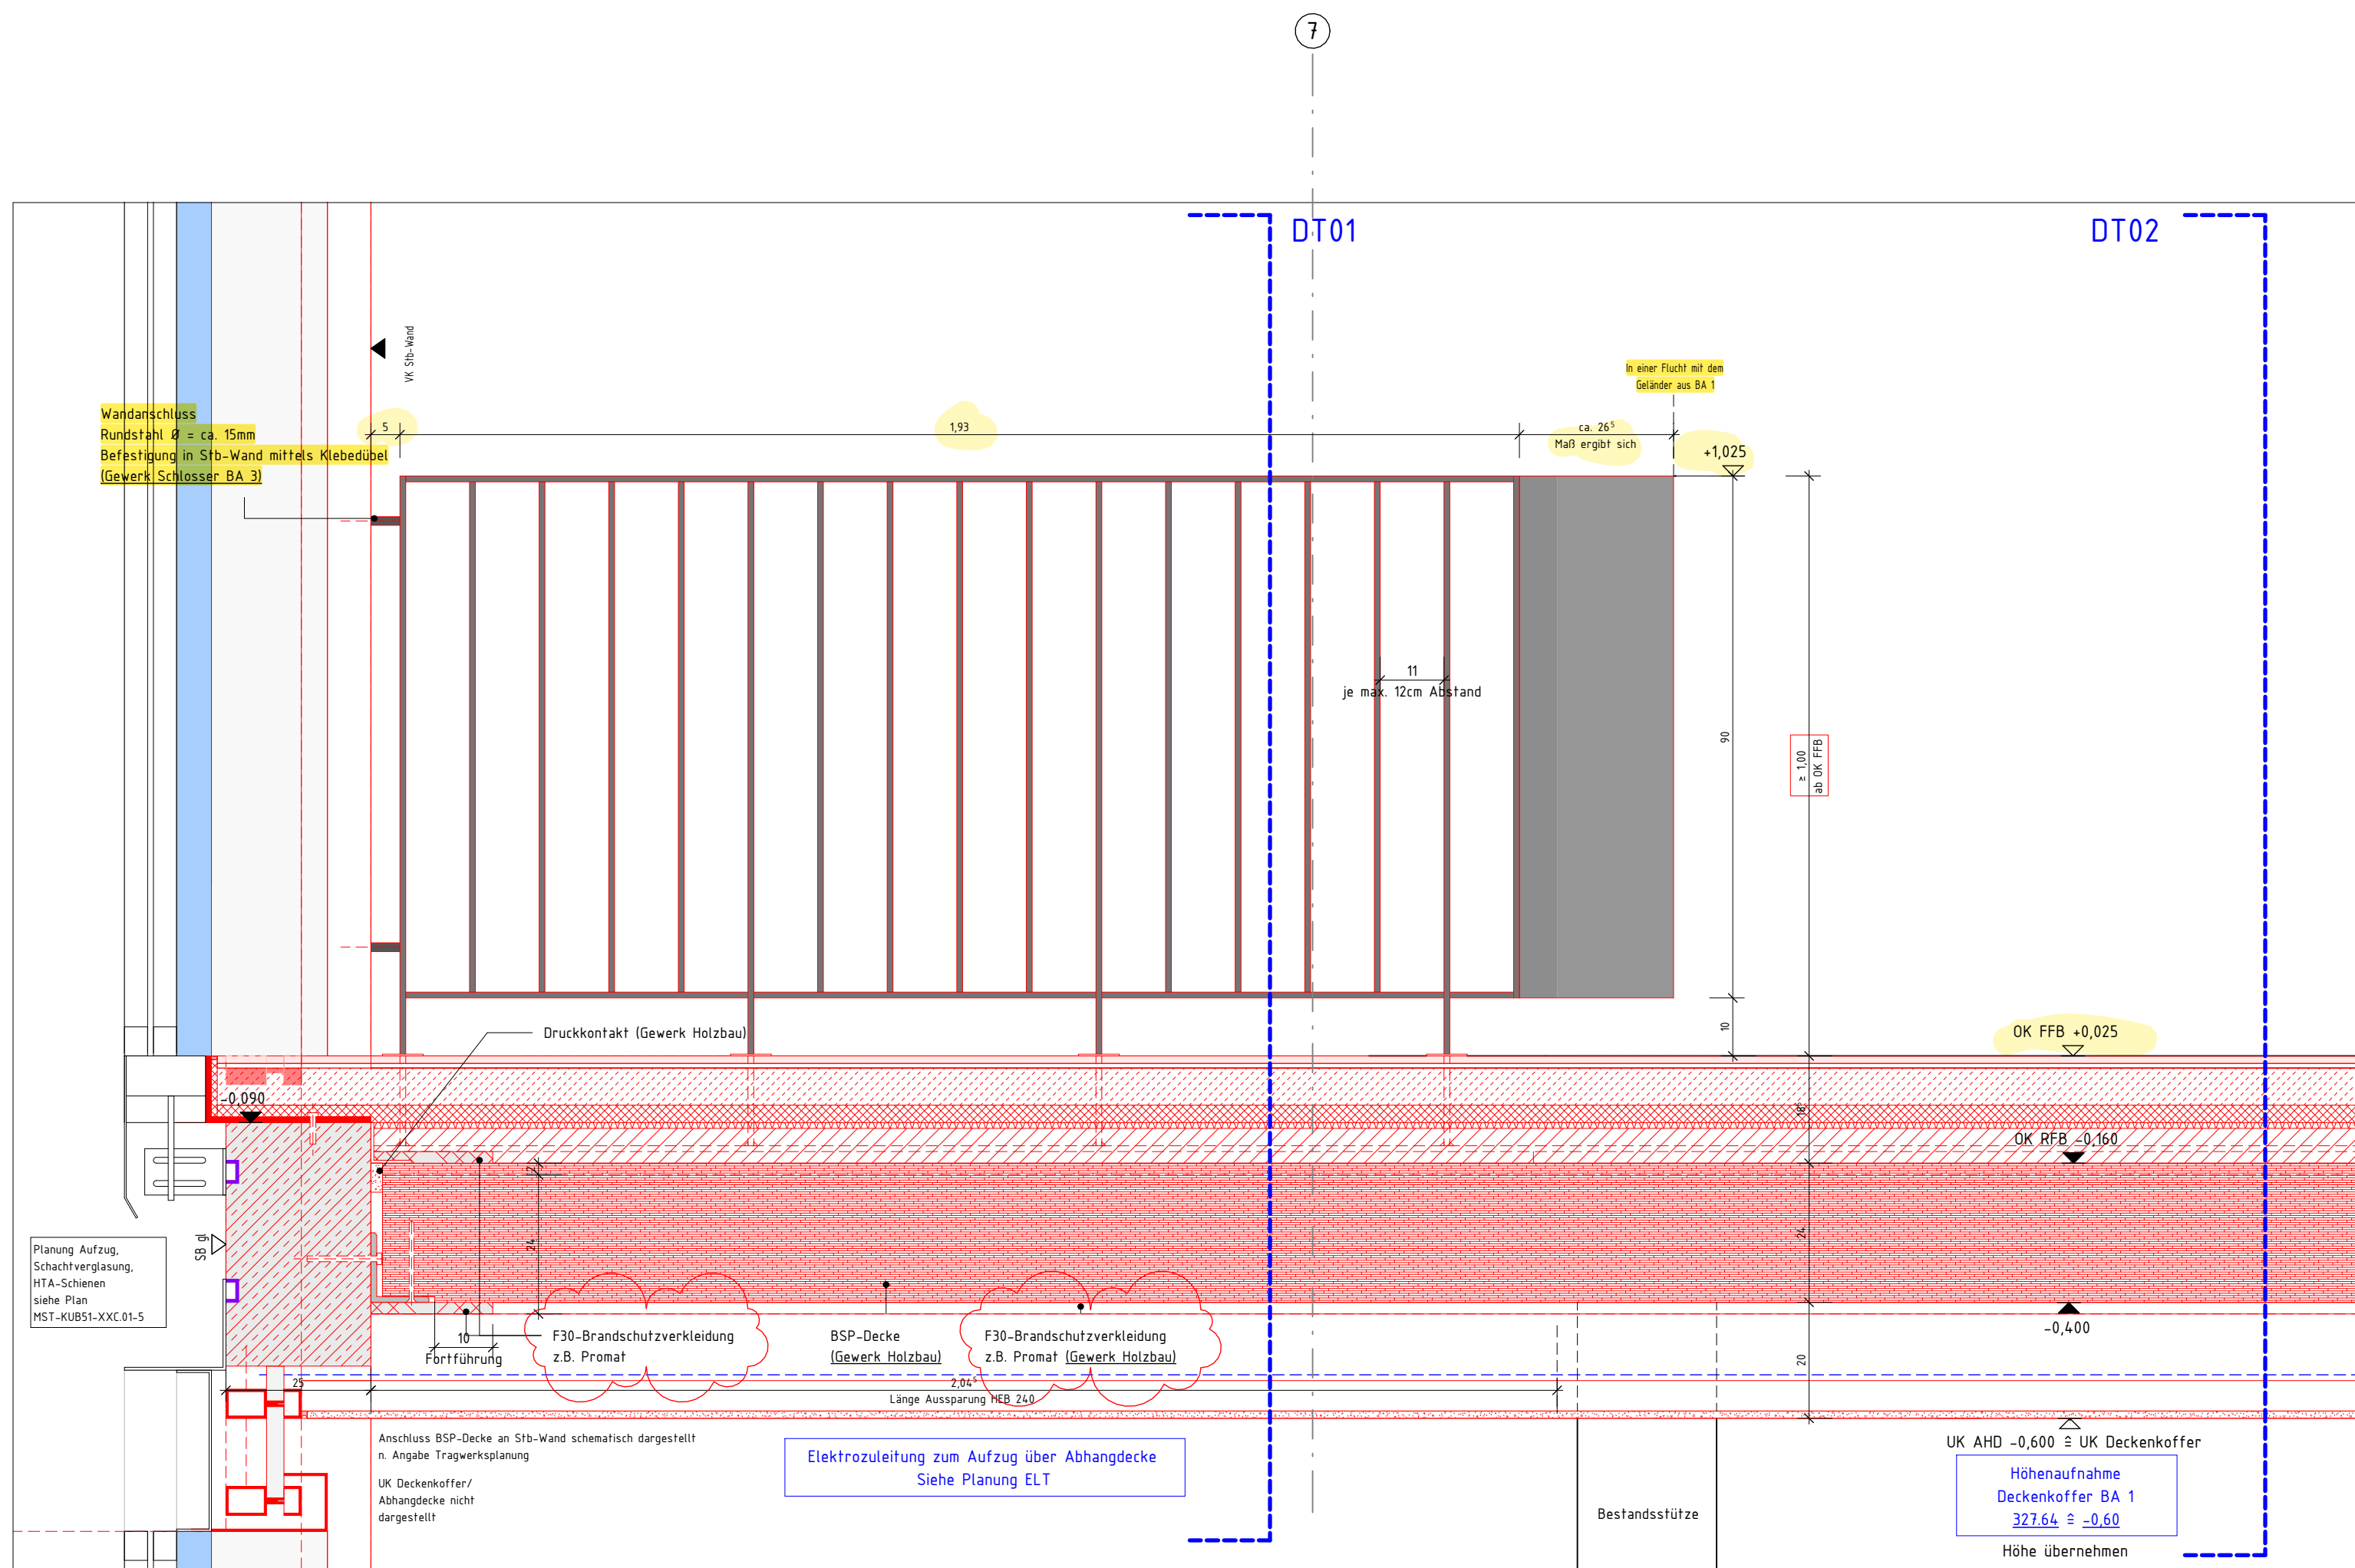 7
DT01
DT02
VK Stb-Wand
In einer Flucht mit dem
Geländer aus BA 1
Wandanschluss
Rundstahl Ø = ca. 15mm
Befestigung in Stb-Wand mittels Klebedübel
(Gewerk Schlosser BA 3)
5
1,93
ca. 26⁵
Maß ergibt sich
+1,025
11
je max. 12cm Abstand
90
≥ 1,00
ab OK FFB
10
Druckkontakt (Gewerk Holzbau)
OK FFB +0,025
-0,090
18⁵
OK RFB -0,160
2
24
24
SB gl
Planung Aufzug,
Schachtverglasung,
HTA-Schienen
siehe Plan
MST-KUB51-XXC.01-5
10
Fortführung
F30-Brandschutzverkleidung
z.B. Promat
BSP-Decke
(Gewerk Holzbau)
F30-Brandschutzverkleidung
z.B. Promat (Gewerk Holzbau)
-0,400
20
25
2,04⁵
Länge Aussparung HEB 240
Anschluss BSP-Decke an Stb-Wand schematisch dargestellt
n. Angabe Tragwerksplanung
UK Deckenkoffer/
Abhangdecke nicht
dargestellt
Elektrozuleitung zum Aufzug über Abhangdecke
Siehe Planung ELT
Bestandsstütze
UK AHD -0,600 ≙ UK Deckenkoffer
Höhenaufnahme
Deckenkoffer BA 1
327.64 ≙ -0,60
Höhe übernehmen